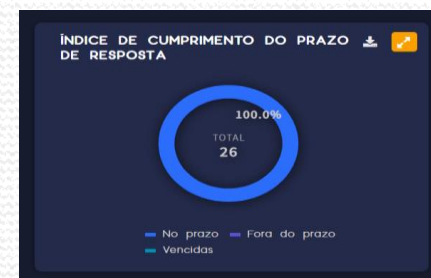 ÍNDICE DE CUMPRIMENTO DO PRAZO
DE RESPOSTA
100.0%
TOTAL
26
No prazo Fora do prazo
Vencidas